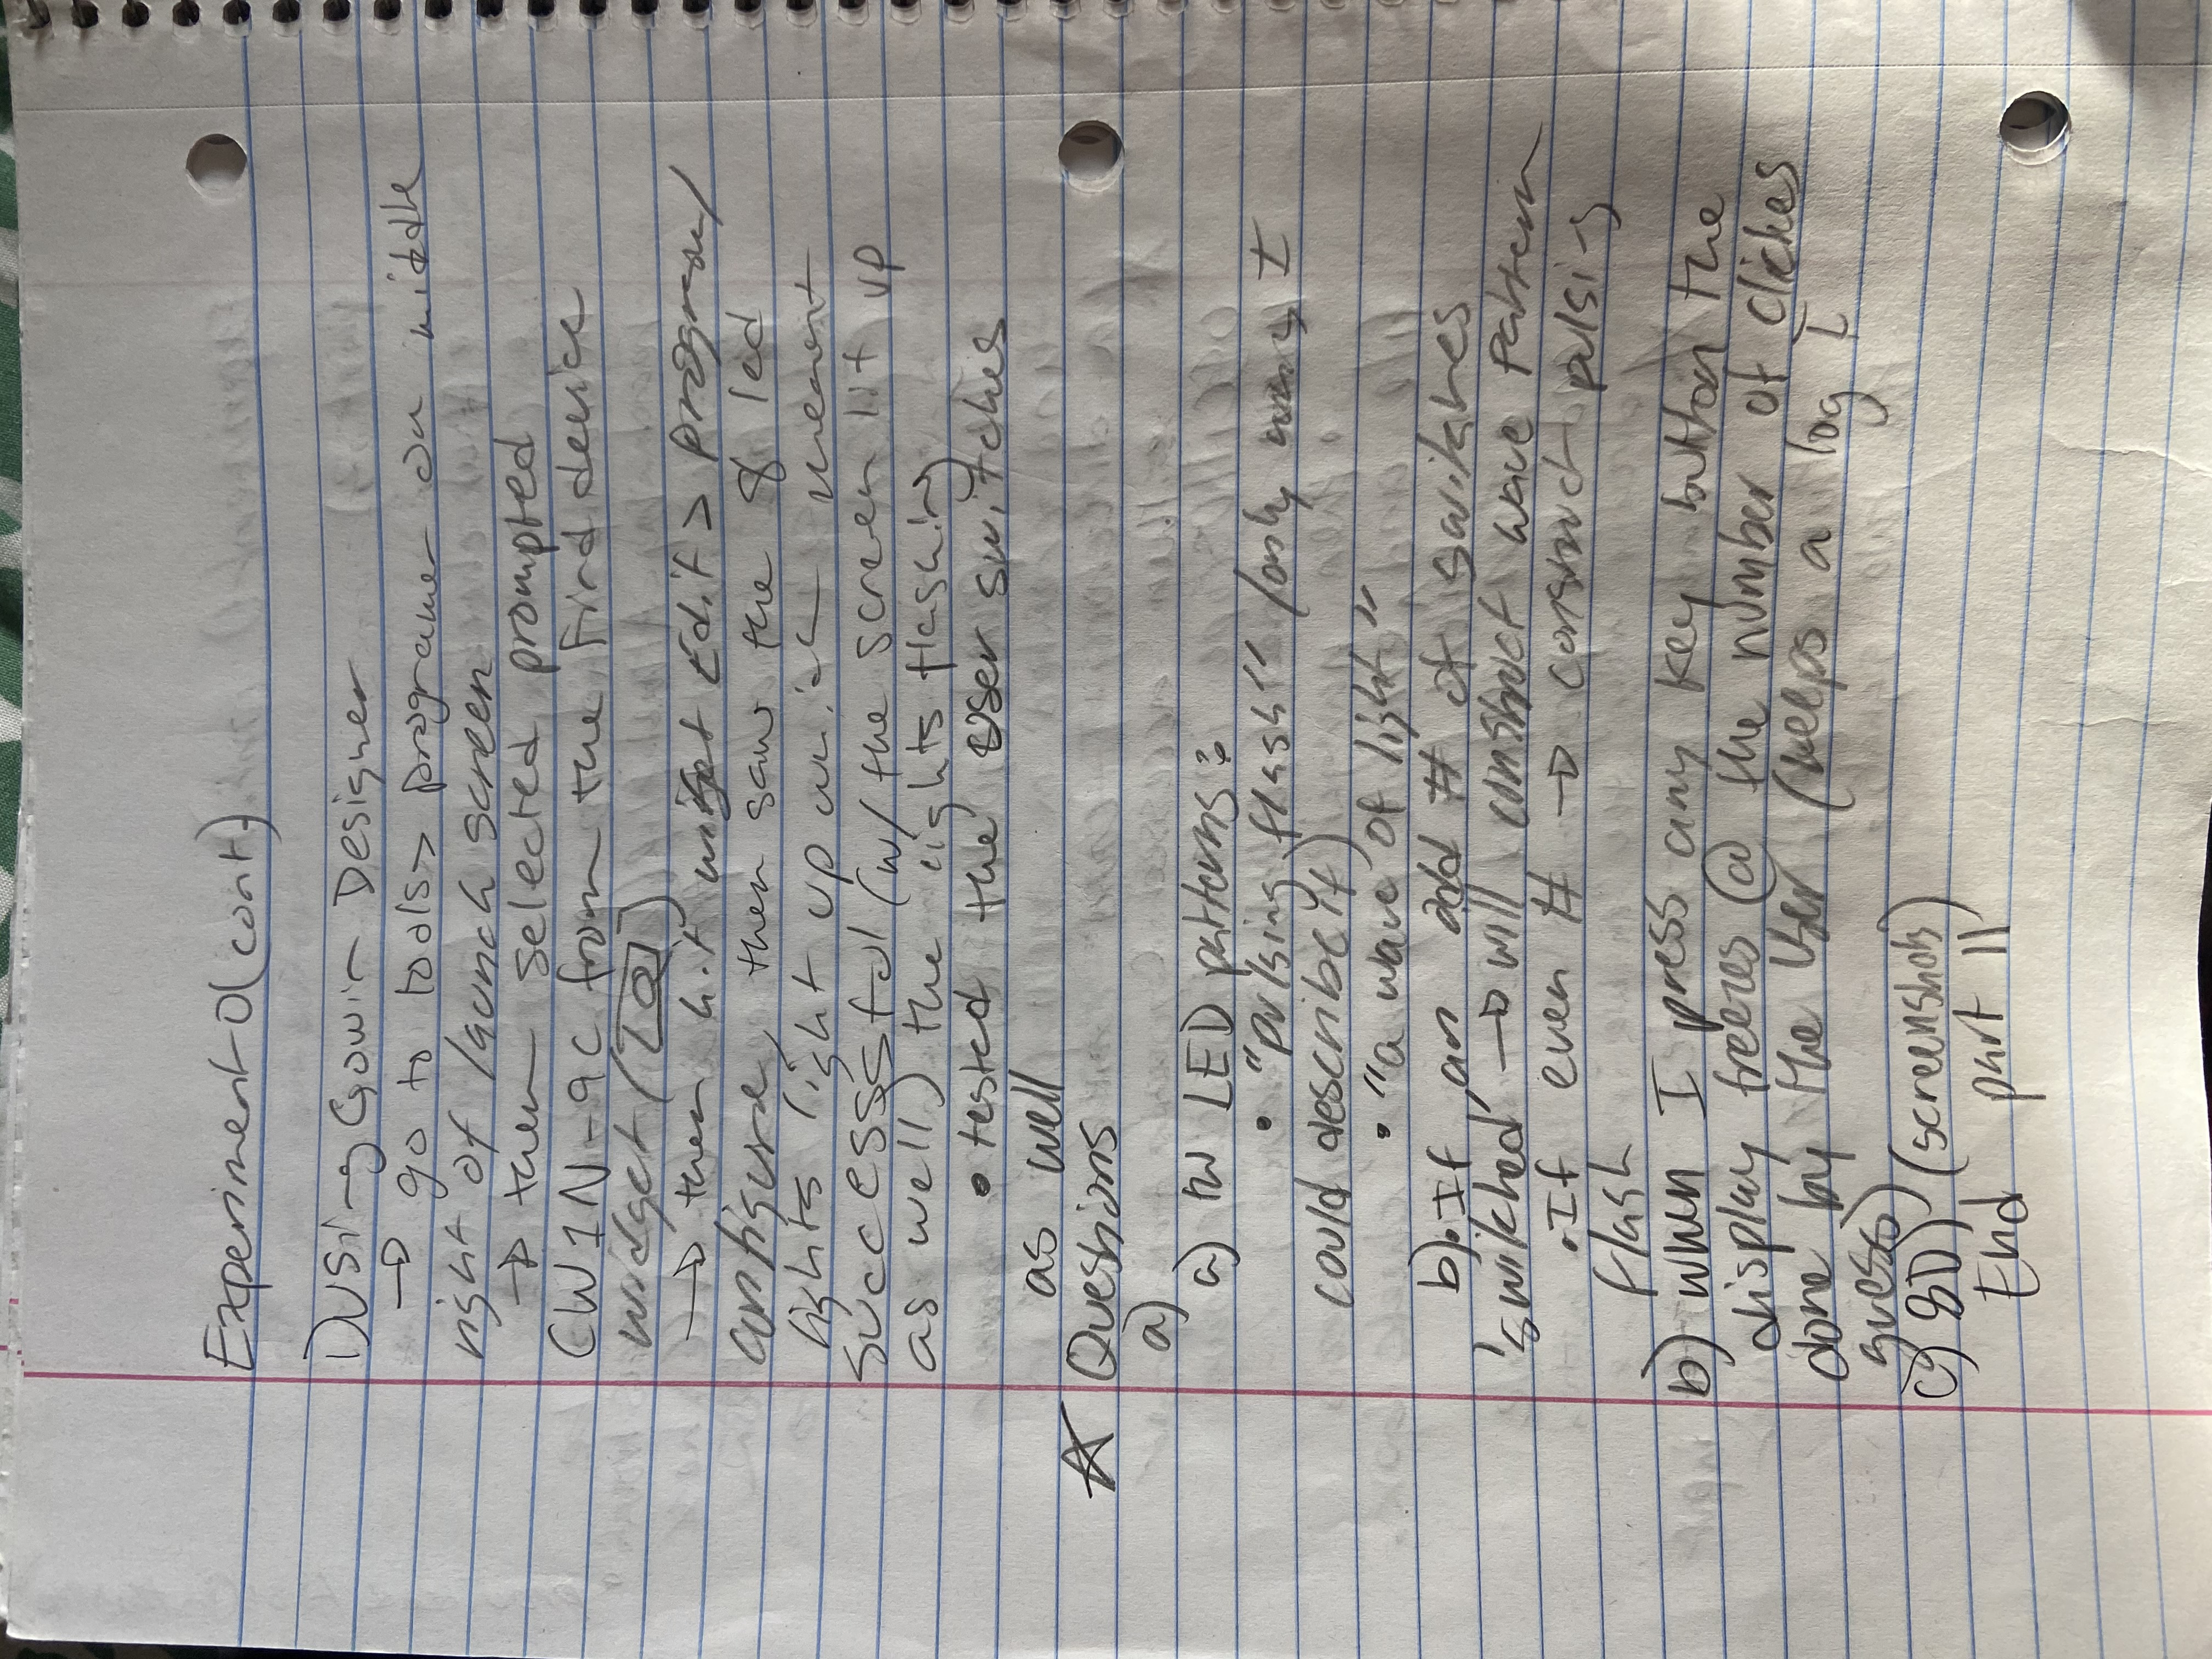 Experiment 0 (cont.)
1) Using Gowin Designer
→ go to tools > programer on middle
right of launch screen
→ then selected prompted
GW1N-9C from the Find device
widget ( )
→ then hit widget Edit > program/
configure, then saw the 8 led
lights light up which meant
successsful (w/ the screen lit up
as well) the lights flashing
• tested the User switches
as well
☆ Questions
a)
a) LED patterns:
• "pulsing flash" (only way I
could describe it)
• "a wave of light"
b) • If an odd # of switches
'switched' → will construct wave pattern
• If even # → construct pulsing
flash
b) when I press any key button the
display freezes @ the number of clickes
done by the User (keeps a log I
guess)
c) 8D) (screenshots)
End part II